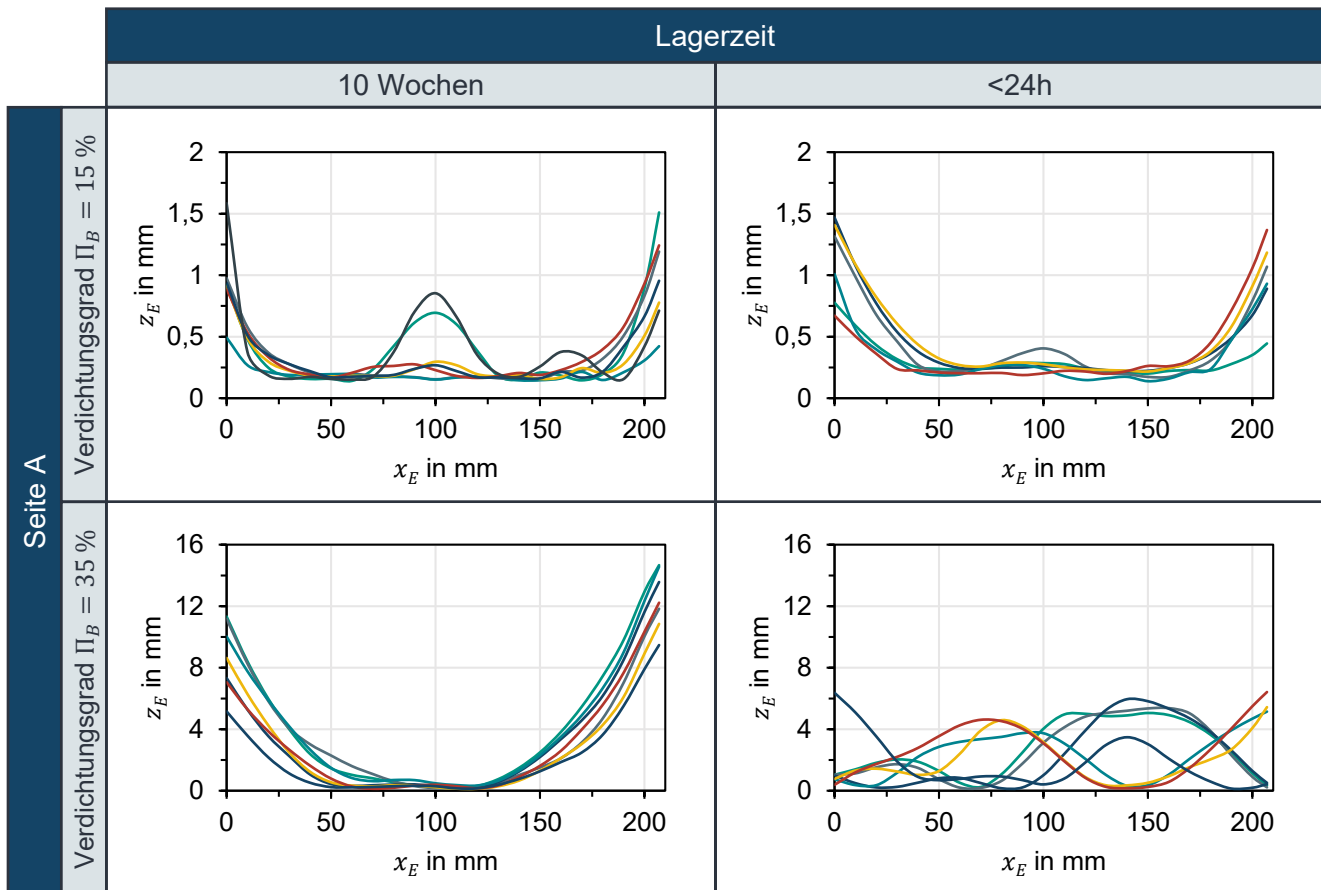 Lagerzeit
10 Wochen
<24h
Seite A
Verdichtungsgrad Π_B = 15 %
z_E in mm
2
1,5
1
0,5
0
0 50 100 150 200
x_E in mm
z_E in mm
2
1,5
1
0,5
0
0 50 100 150 200
x_E in mm
Verdichtungsgrad Π_B = 35 %
z_E in mm
16
12
8
4
0
0 50 100 150 200
x_E in mm
z_E in mm
16
12
8
4
0
0 50 100 150 200
x_E in mm